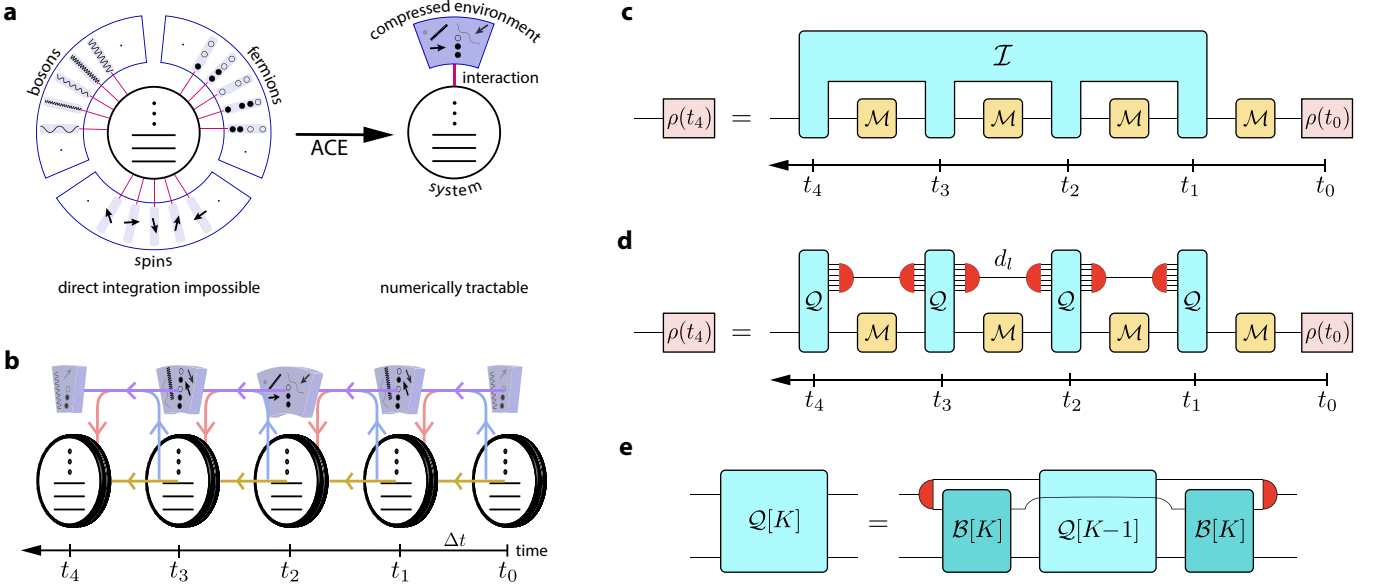 a
bosons
fermions
spins
direct integration impossible
ACE
compressed environment
interaction
system
numerically tractable
b
Δt
time
t₄ t₃ t₂ t₁ t₀
c
ℐ
ρ(t₄) = ℳ ℳ ℳ ℳ ρ(t₀)
t₄ t₃ t₂ t₁ t₀
d
d_l
𝒬 𝒬 𝒬 𝒬
ρ(t₄) = ℳ ℳ ℳ ℳ ρ(t₀)
t₄ t₃ t₂ t₁ t₀
e
𝒬[K] = ℬ[K] 𝒬[K−1] ℬ[K]